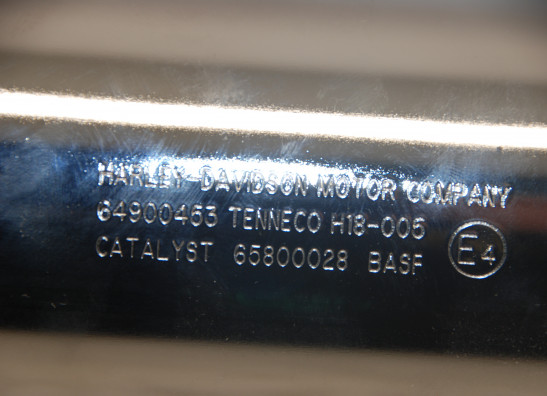 HARLEY-DAVIDSON MOTOR COMPANY
64900463 TENNECO H18-005
CATALYST 65800028 BASF E4